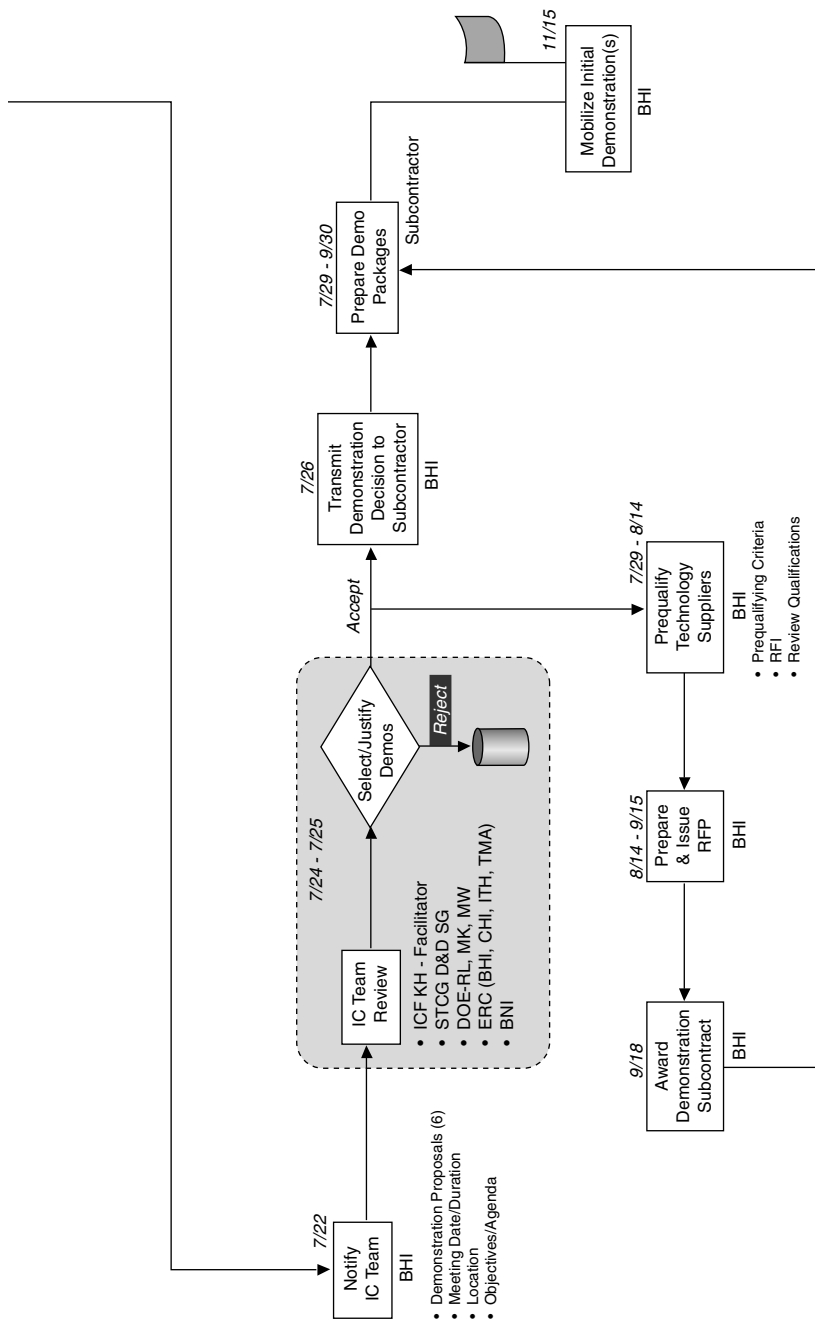 7/22
Notify
IC Team
BHI
• Demonstration Proposals (6)
• Meeting Date/Duration
• Location
• Objectives/Agenda
7/24 - 7/25
IC Team
Review
• ICF KH - Facilitator
• STCG D&D SG
• DOE-RL, MK, MW
• ERC (BHI, CHI, ITH, TMA)
• BNI
Select/Justify
Demos
Reject
Accept
7/26
Transmit
Demonstration
Decision to
Subcontractor
BHI
7/29 - 9/30
Prepare Demo
Packages
Subcontractor
11/15
Mobilize Initial
Demonstration(s)
BHI
9/18
Award
Demonstration
Subcontract
BHI
8/14 - 9/15
Prepare
& Issue
RFP
BHI
7/29 - 8/14
Prequalify
Technology
Suppliers
BHI
• Prequalifying Criteria
• RFI
• Review Qualifications